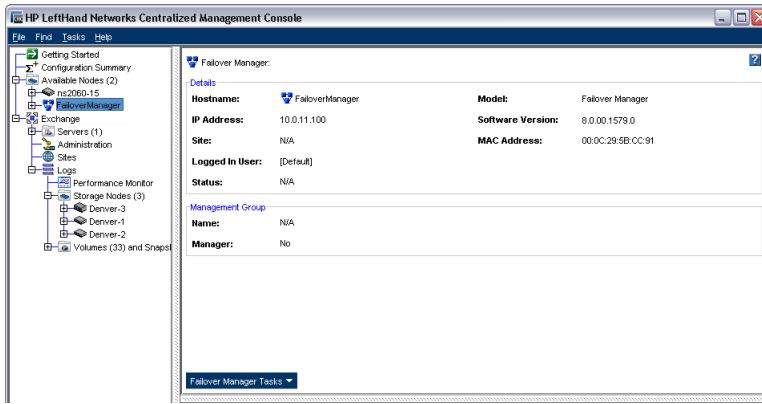 HP LeftHand Networks Centralized Management Console
File Find Tasks Help
Getting Started
Configuration Summary
Available Nodes (2)
ns2060-15
FailoverManager
Exchange
Servers (1)
Administration
Sites
Logs
Performance Monitor
Storage Nodes (3)
Denver-3
Denver-1
Denver-2
Volumes (33) and Snaps
Failover Manager:
?
Details
Hostname: FailoverManager Model: Failover Manager
IP Address: 10.0.11.100 Software Version: 8.0.00.1579.0
Site: N/A MAC Address: 00:0C:29:5B:CC:91
Logged In User: [Default]
Status: N/A
Management Group
Name: N/A
Manager: No
Failover Manager Tasks